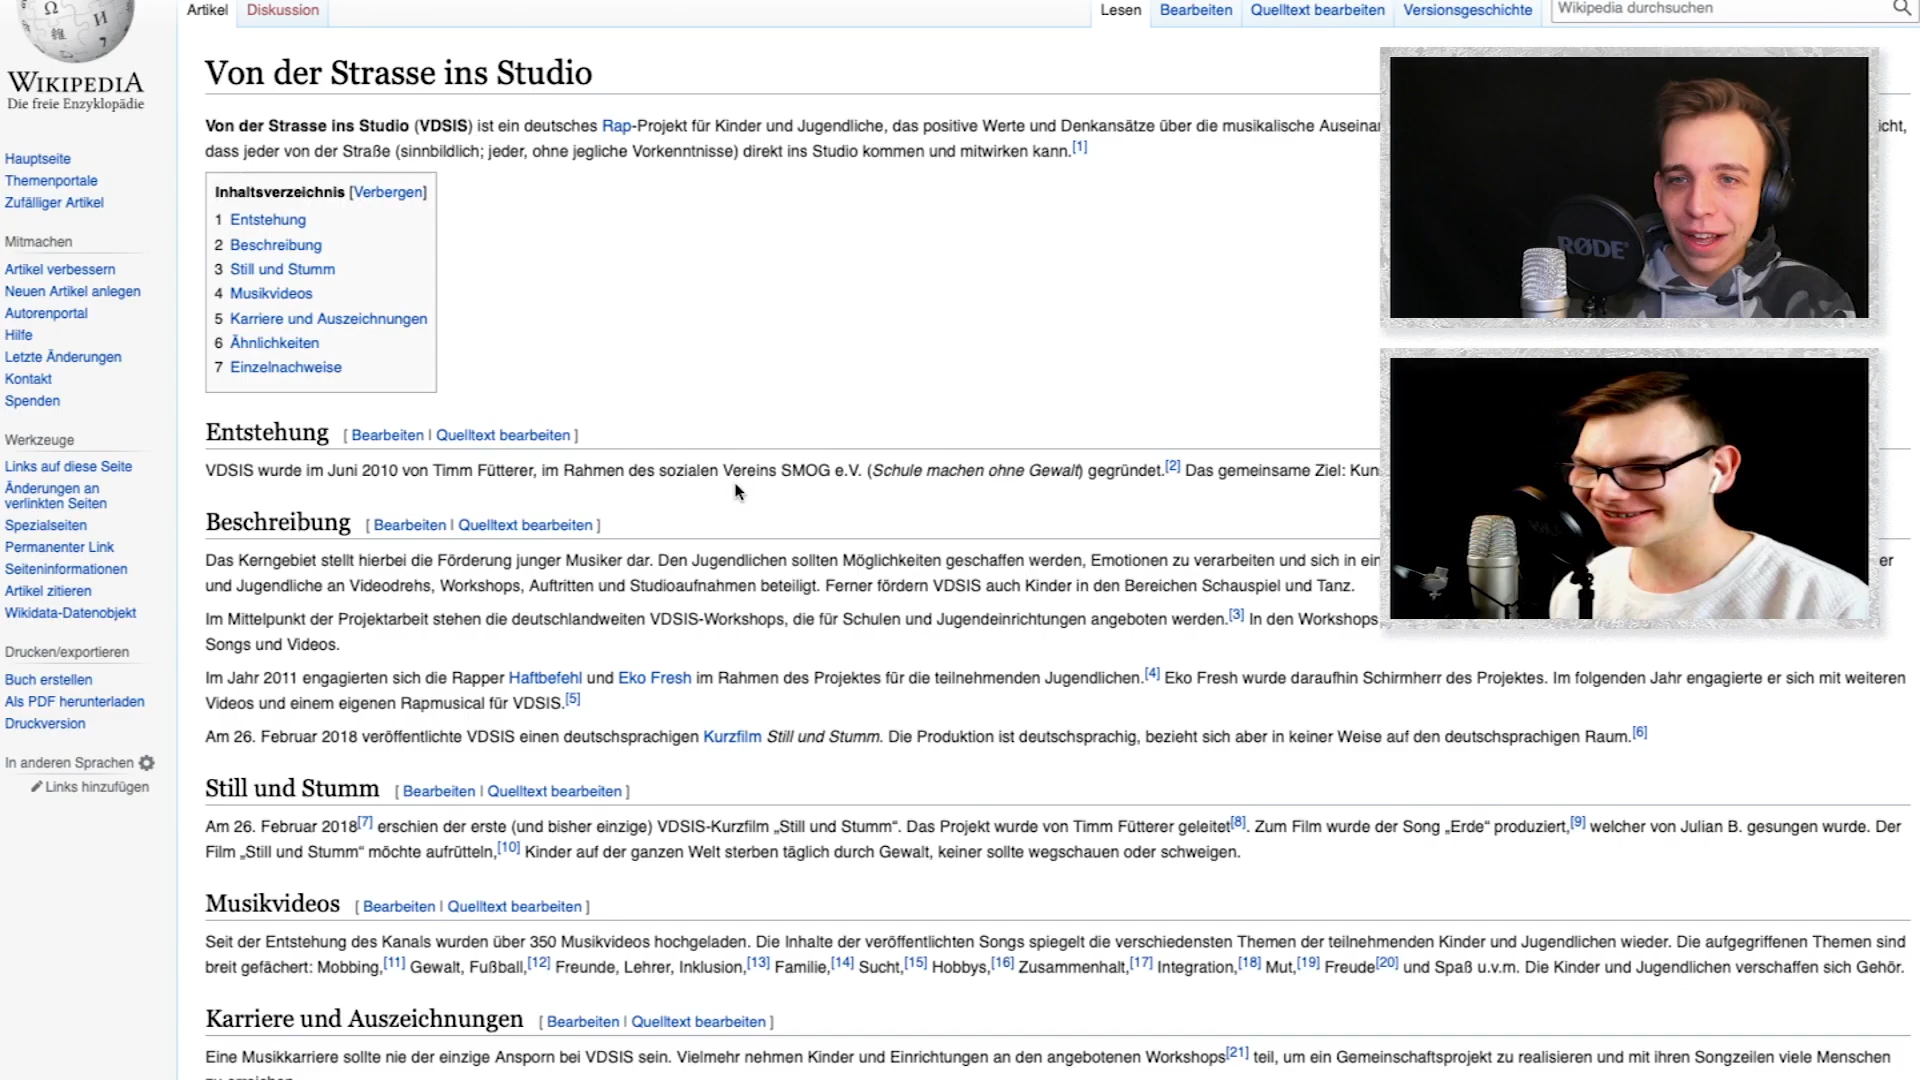 Artikel Diskussion Lesen Bearbeiten Quelltext bearbeiten Versionsgeschichte Wikipedia durchsuchen
WIKIPEDIA
Die freie Enzyklopädie
Hauptseite
Themenportale
Zufälliger Artikel
Mitmachen
Artikel verbessern
Neuen Artikel anlegen
Autorenportal
Hilfe
Letzte Änderungen
Kontakt
Spenden
Werkzeuge
Links auf diese Seite
Änderungen an
verlinkten Seiten
Spezialseiten
Permanenter Link
Seiteninformationen
Artikel zitieren
Wikidata-Datenobjekt
Drucken/exportieren
Buch erstellen
Als PDF herunterladen
Druckversion
In anderen Sprachen
Links hinzufügen
Von der Strasse ins Studio
Von der Strasse ins Studio (VDSIS) ist ein deutsches Rap-Projekt für Kinder und Jugendliche, das positive Werte und Denkansätze über die musikalische Auseinar icht,
dass jeder von der Straße (sinnbildlich; jeder, ohne jegliche Vorkenntnisse) direkt ins Studio kommen und mitwirken kann.[1]
Inhaltsverzeichnis [Verbergen]
1 Entstehung
2 Beschreibung
3 Still und Stumm
4 Musikvideos
5 Karriere und Auszeichnungen
6 Ähnlichkeiten
7 Einzelnachweise
Entstehung [ Bearbeiten | Quelltext bearbeiten ]
VDSIS wurde im Juni 2010 von Timm Fütterer, im Rahmen des sozialen Vereins SMOG e.V. (Schule machen ohne Gewalt) gegründet.[2] Das gemeinsame Ziel: Kun
Beschreibung [ Bearbeiten | Quelltext bearbeiten ]
Das Kerngebiet stellt hierbei die Förderung junger Musiker dar. Den Jugendlichen sollten Möglichkeiten geschaffen werden, Emotionen zu verarbeiten und sich in ein er
und Jugendliche an Videodrehs, Workshops, Auftritten und Studioaufnahmen beteiligt. Ferner fördern VDSIS auch Kinder in den Bereichen Schauspiel und Tanz.
Im Mittelpunkt der Projektarbeit stehen die deutschlandweiten VDSIS-Workshops, die für Schulen und Jugendeinrichtungen angeboten werden.[3] In den Workshops
Songs und Videos.
Im Jahr 2011 engagierten sich die Rapper Haftbefehl und Eko Fresh im Rahmen des Projektes für die teilnehmenden Jugendlichen.[4] Eko Fresh wurde daraufhin Schirmherr des Projektes. Im folgenden Jahr engagierte er sich mit weiteren
Videos und einem eigenen Rapmusical für VDSIS.[5]
Am 26. Februar 2018 veröffentlichte VDSIS einen deutschsprachigen Kurzfilm Still und Stumm. Die Produktion ist deutschsprachig, bezieht sich aber in keiner Weise auf den deutschsprachigen Raum.[6]
Still und Stumm [ Bearbeiten | Quelltext bearbeiten ]
Am 26. Februar 2018[7] erschien der erste (und bisher einzige) VDSIS-Kurzfilm „Still und Stumm“. Das Projekt wurde von Timm Fütterer geleitet[8]. Zum Film wurde der Song „Erde“ produziert,[9] welcher von Julian B. gesungen wurde. Der
Film „Still und Stumm“ möchte aufrütteln,[10] Kinder auf der ganzen Welt sterben täglich durch Gewalt, keiner sollte wegschauen oder schweigen.
Musikvideos [ Bearbeiten | Quelltext bearbeiten ]
Seit der Entstehung des Kanals wurden über 350 Musikvideos hochgeladen. Die Inhalte der veröffentlichten Songs spiegelt die verschiedensten Themen der teilnehmenden Kinder und Jugendlichen wieder. Die aufgegriffenen Themen sind
breit gefächert: Mobbing,[11] Gewalt, Fußball,[12] Freunde, Lehrer, Inklusion,[13] Familie,[14] Sucht,[15] Hobbys,[16] Zusammenhalt,[17] Integration,[18] Mut,[19] Freude[20] und Spaß u.v.m. Die Kinder und Jugendlichen verschaffen sich Gehör.
Karriere und Auszeichnungen [ Bearbeiten | Quelltext bearbeiten ]
Eine Musikkarriere sollte nie der einzige Ansporn bei VDSIS sein. Vielmehr nehmen Kinder und Einrichtungen an den angebotenen Workshops[21] teil, um ein Gemeinschaftsprojekt zu realisieren und mit ihren Songzeilen viele Menschen
RØDE